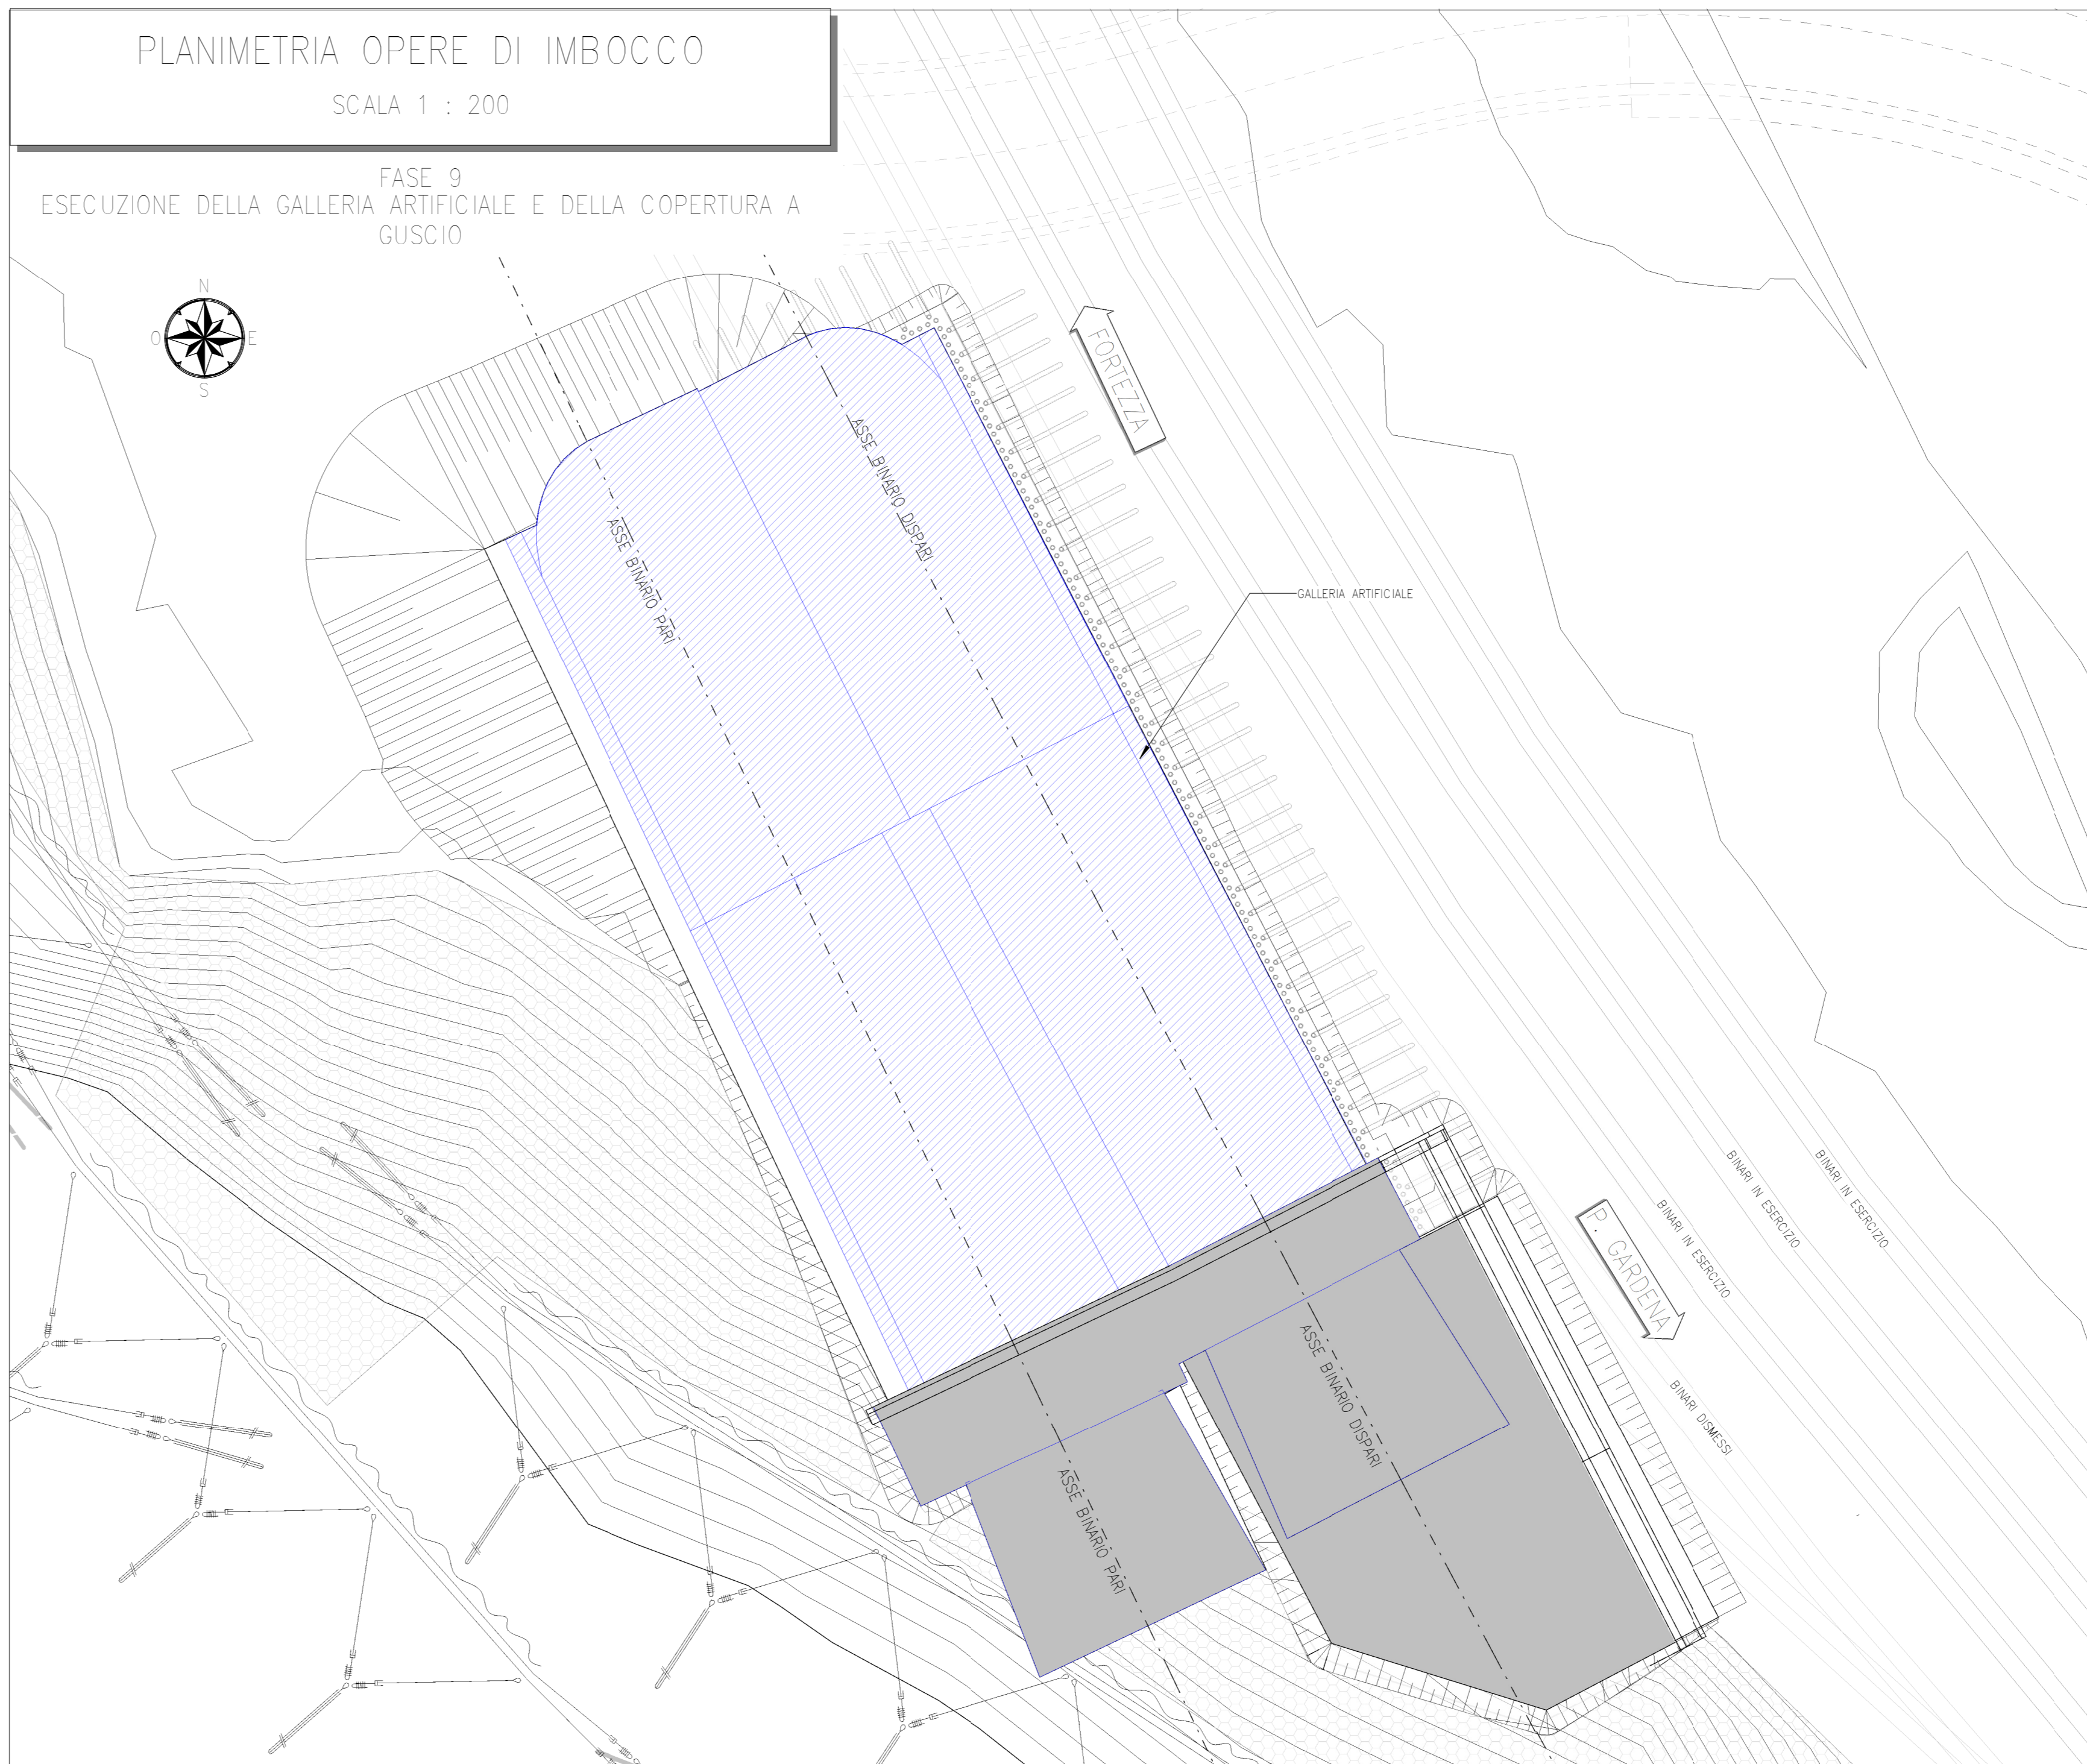 PLANIMETRIA OPERE DI IMBOCCO
SCALA 1 : 200
FASE 9
ESECUZIONE DELLA GALLERIA ARTIFICIALE E DELLA COPERTURA A
GUSCIO
N
O
E
S
FORTEZZA
ASSE BINARIO DISPARI
ASSE BINARIO PARI
GALLERIA ARTIFICIALE
BINARI IN ESERCIZIO
BINARI IN ESERCIZIO
BINARI IN ESERCIZIO
P. GARDENA
ASSE BINARIO DISPARI
BINARI DISMESSI
ASSE BINARIO PARI